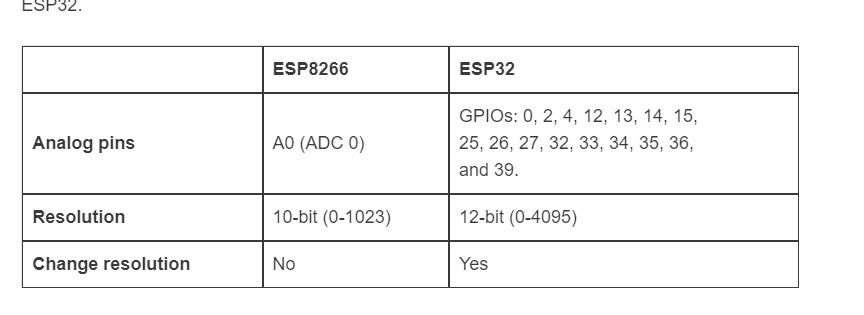 ESP32.
ESP8266 ESP32
Analog pins A0 (ADC 0) GPIOs: 0, 2, 4, 12, 13, 14, 15,
25, 26, 27, 32, 33, 34, 35, 36,
and 39.
Resolution 10-bit (0-1023) 12-bit (0-4095)
Change resolution No Yes